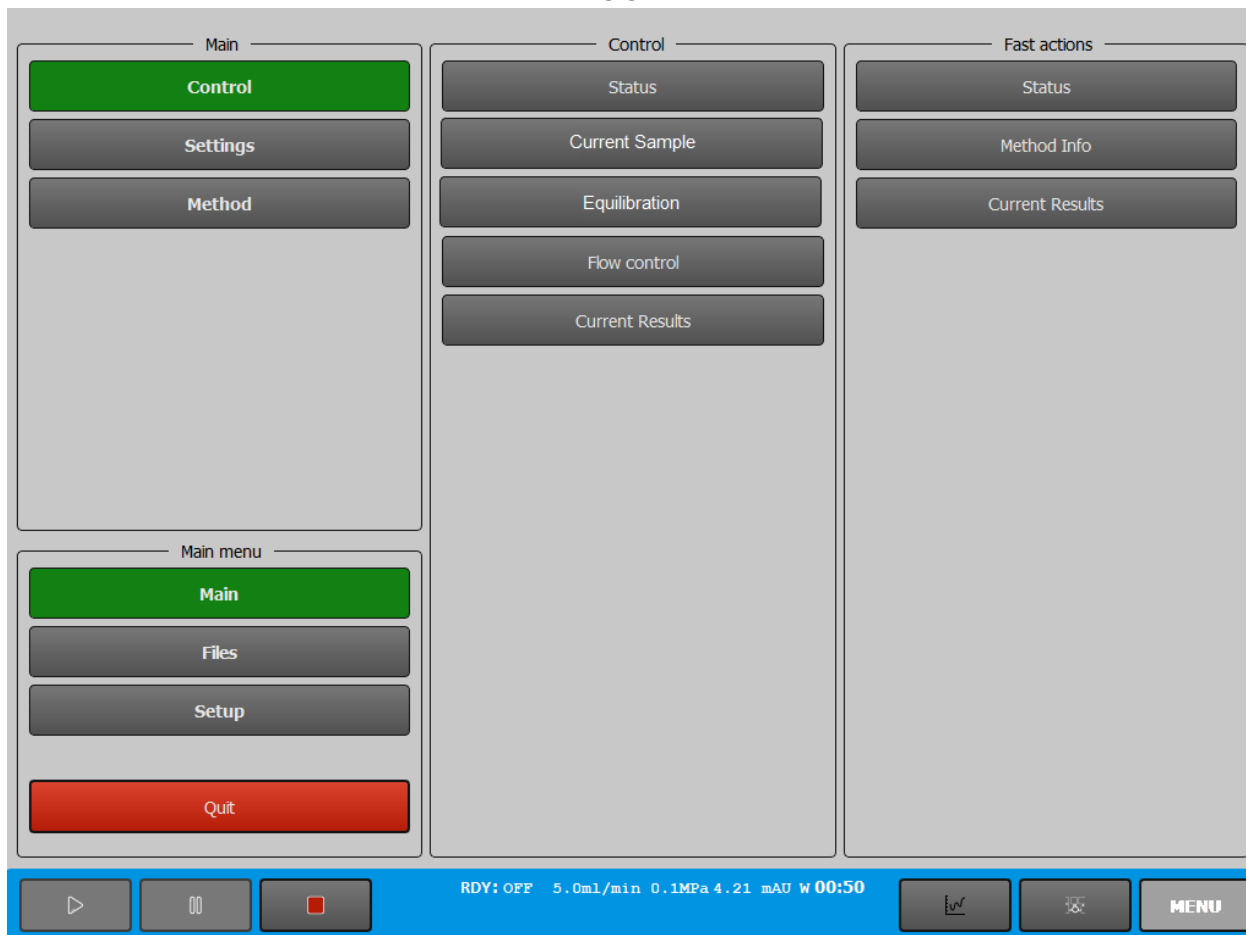 Main
Control
Settings
Method
Main menu
Main
Files
Setup
Quit
Control
Status
Current Sample
Equilibration
Flow control
Current Results
Fast actions
Status
Method Info
Current Results
RDY: OFF 5.0ml/min 0.1MPa 4.21 mAU W 00:50
MENU